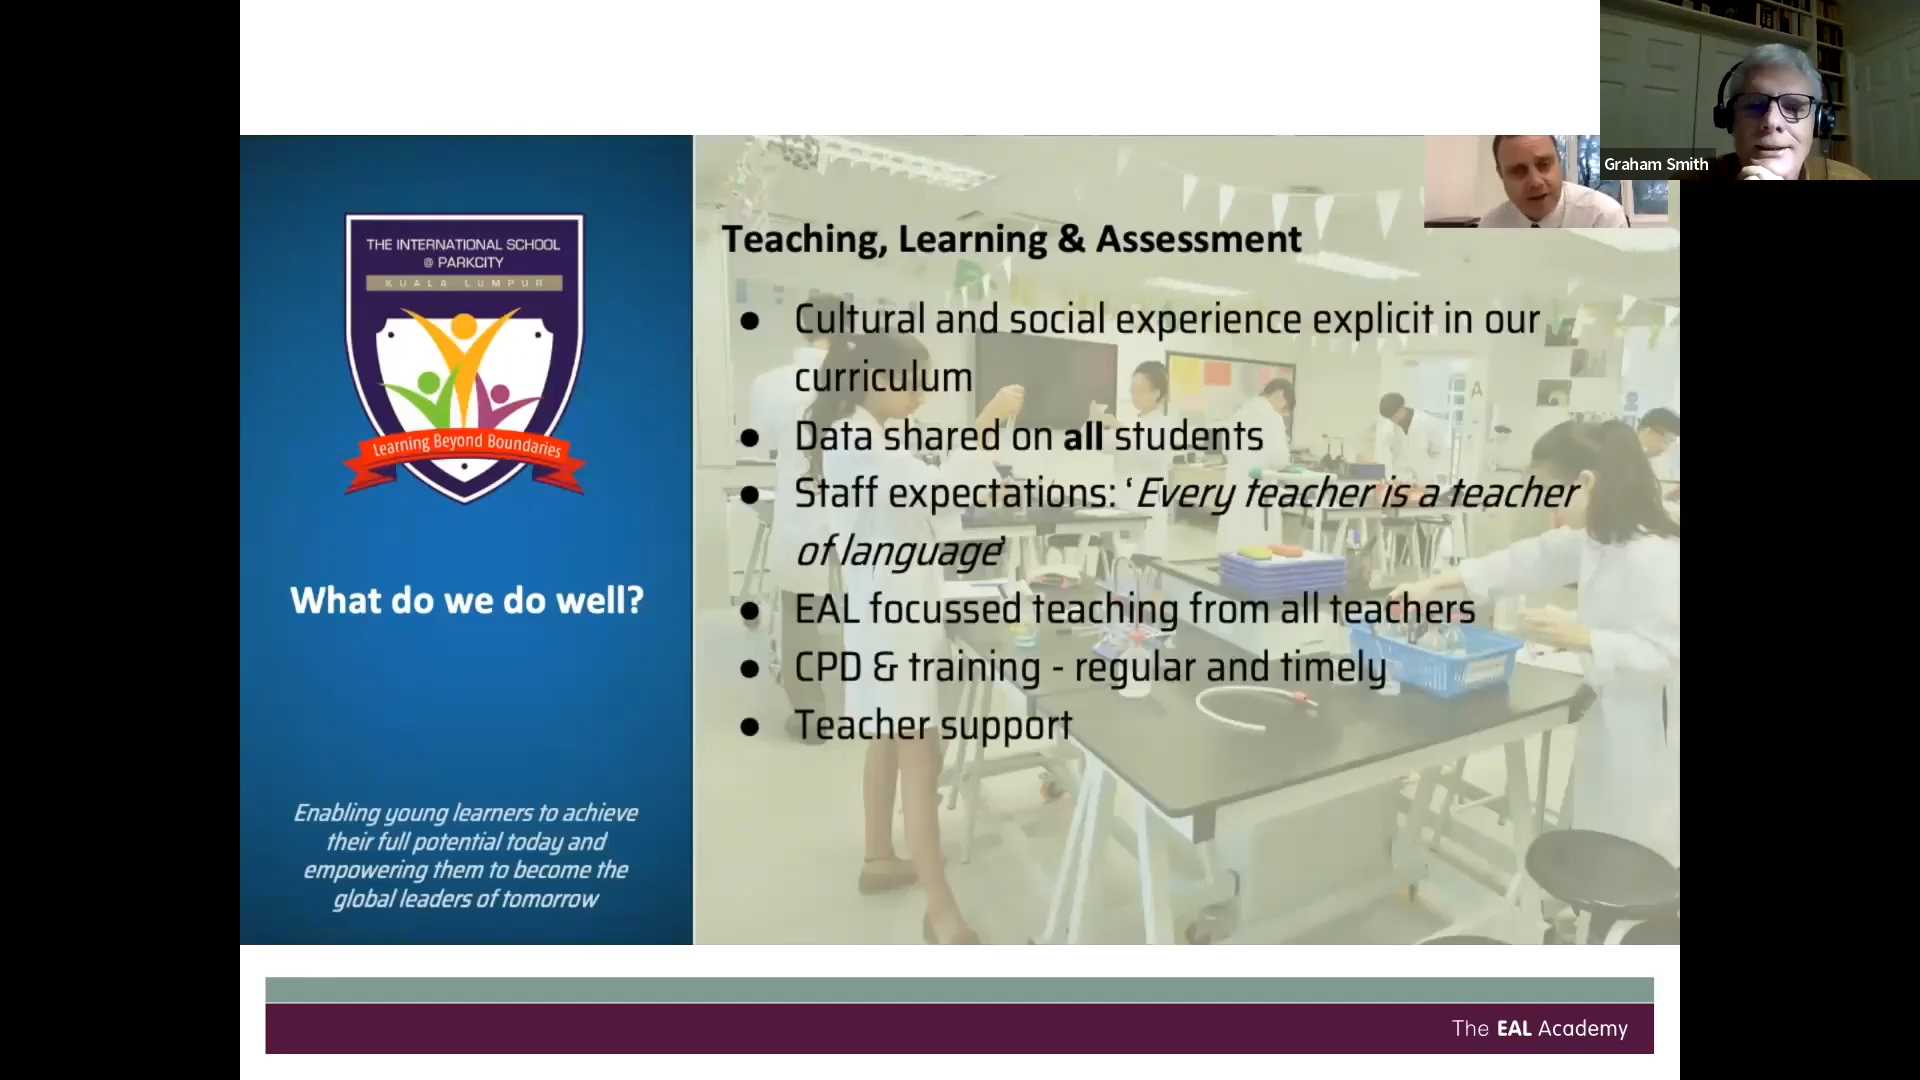 Graham Smith
THE INTERNATIONAL SCHOOL
@ PARKCITY
KUALA LUMPUR
Learning Beyond Boundaries
What do we do well?
Enabling young learners to achieve
their full potential today and
empowering them to become the
global leaders of tomorrow
Teaching, Learning & Assessment
● Cultural and social experience explicit in our
curriculum
● Data shared on all students
● Staff expectations: ‘Every teacher is a teacher
of language’
● EAL focussed teaching from all teachers
● CPD & training - regular and timely
● Teacher support
A
The EAL Academy